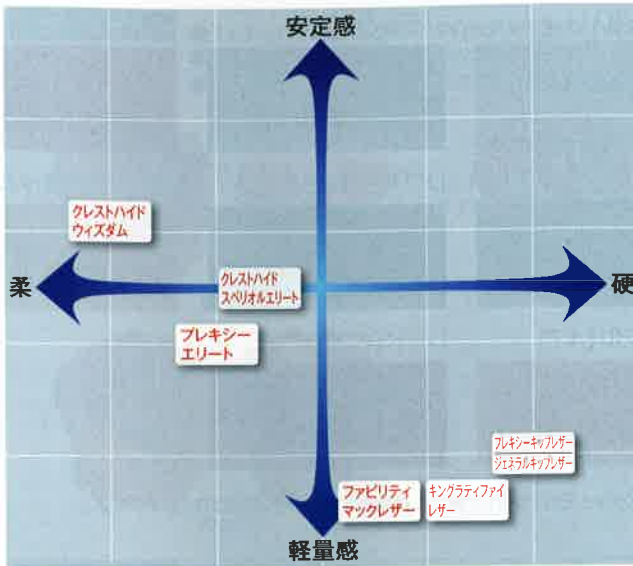 安定感
クレストハイド
ウィズダム
柔
クレストハイド
スペリオルエリート
硬
プレキシー
エリート
フレキシーキップレザー
ジェネラルキップレザー
ファビリティ
マックレザー
キングラティファイ
レザー
軽量感